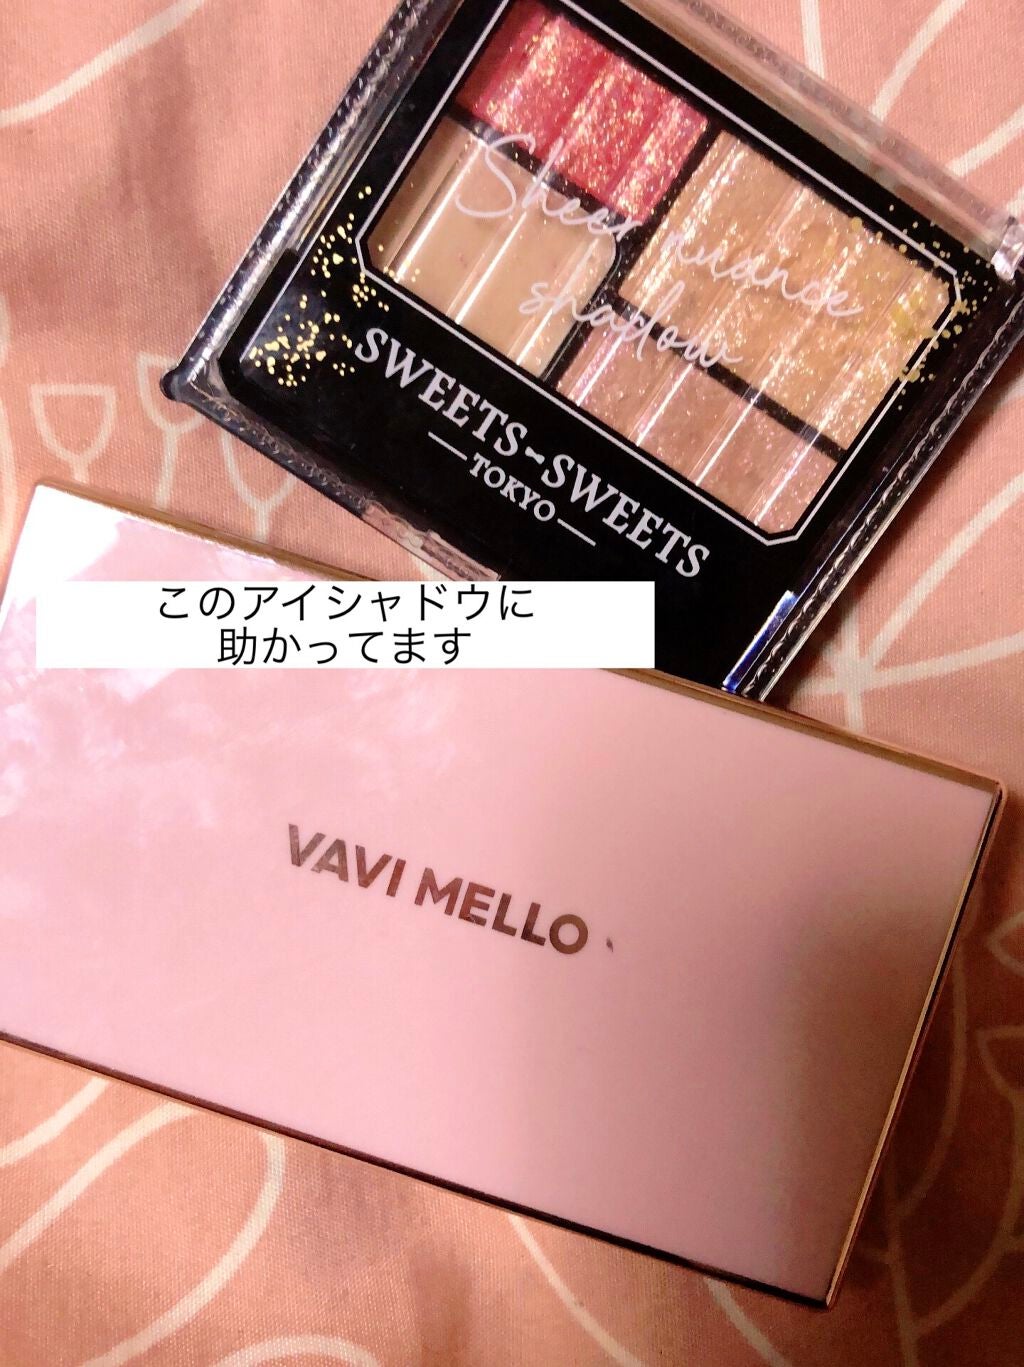 Sheer nuance
shadow
SWEETS-SWEETS
TOKYO
このアイシャドウに
助かってます
VAVI MELLO